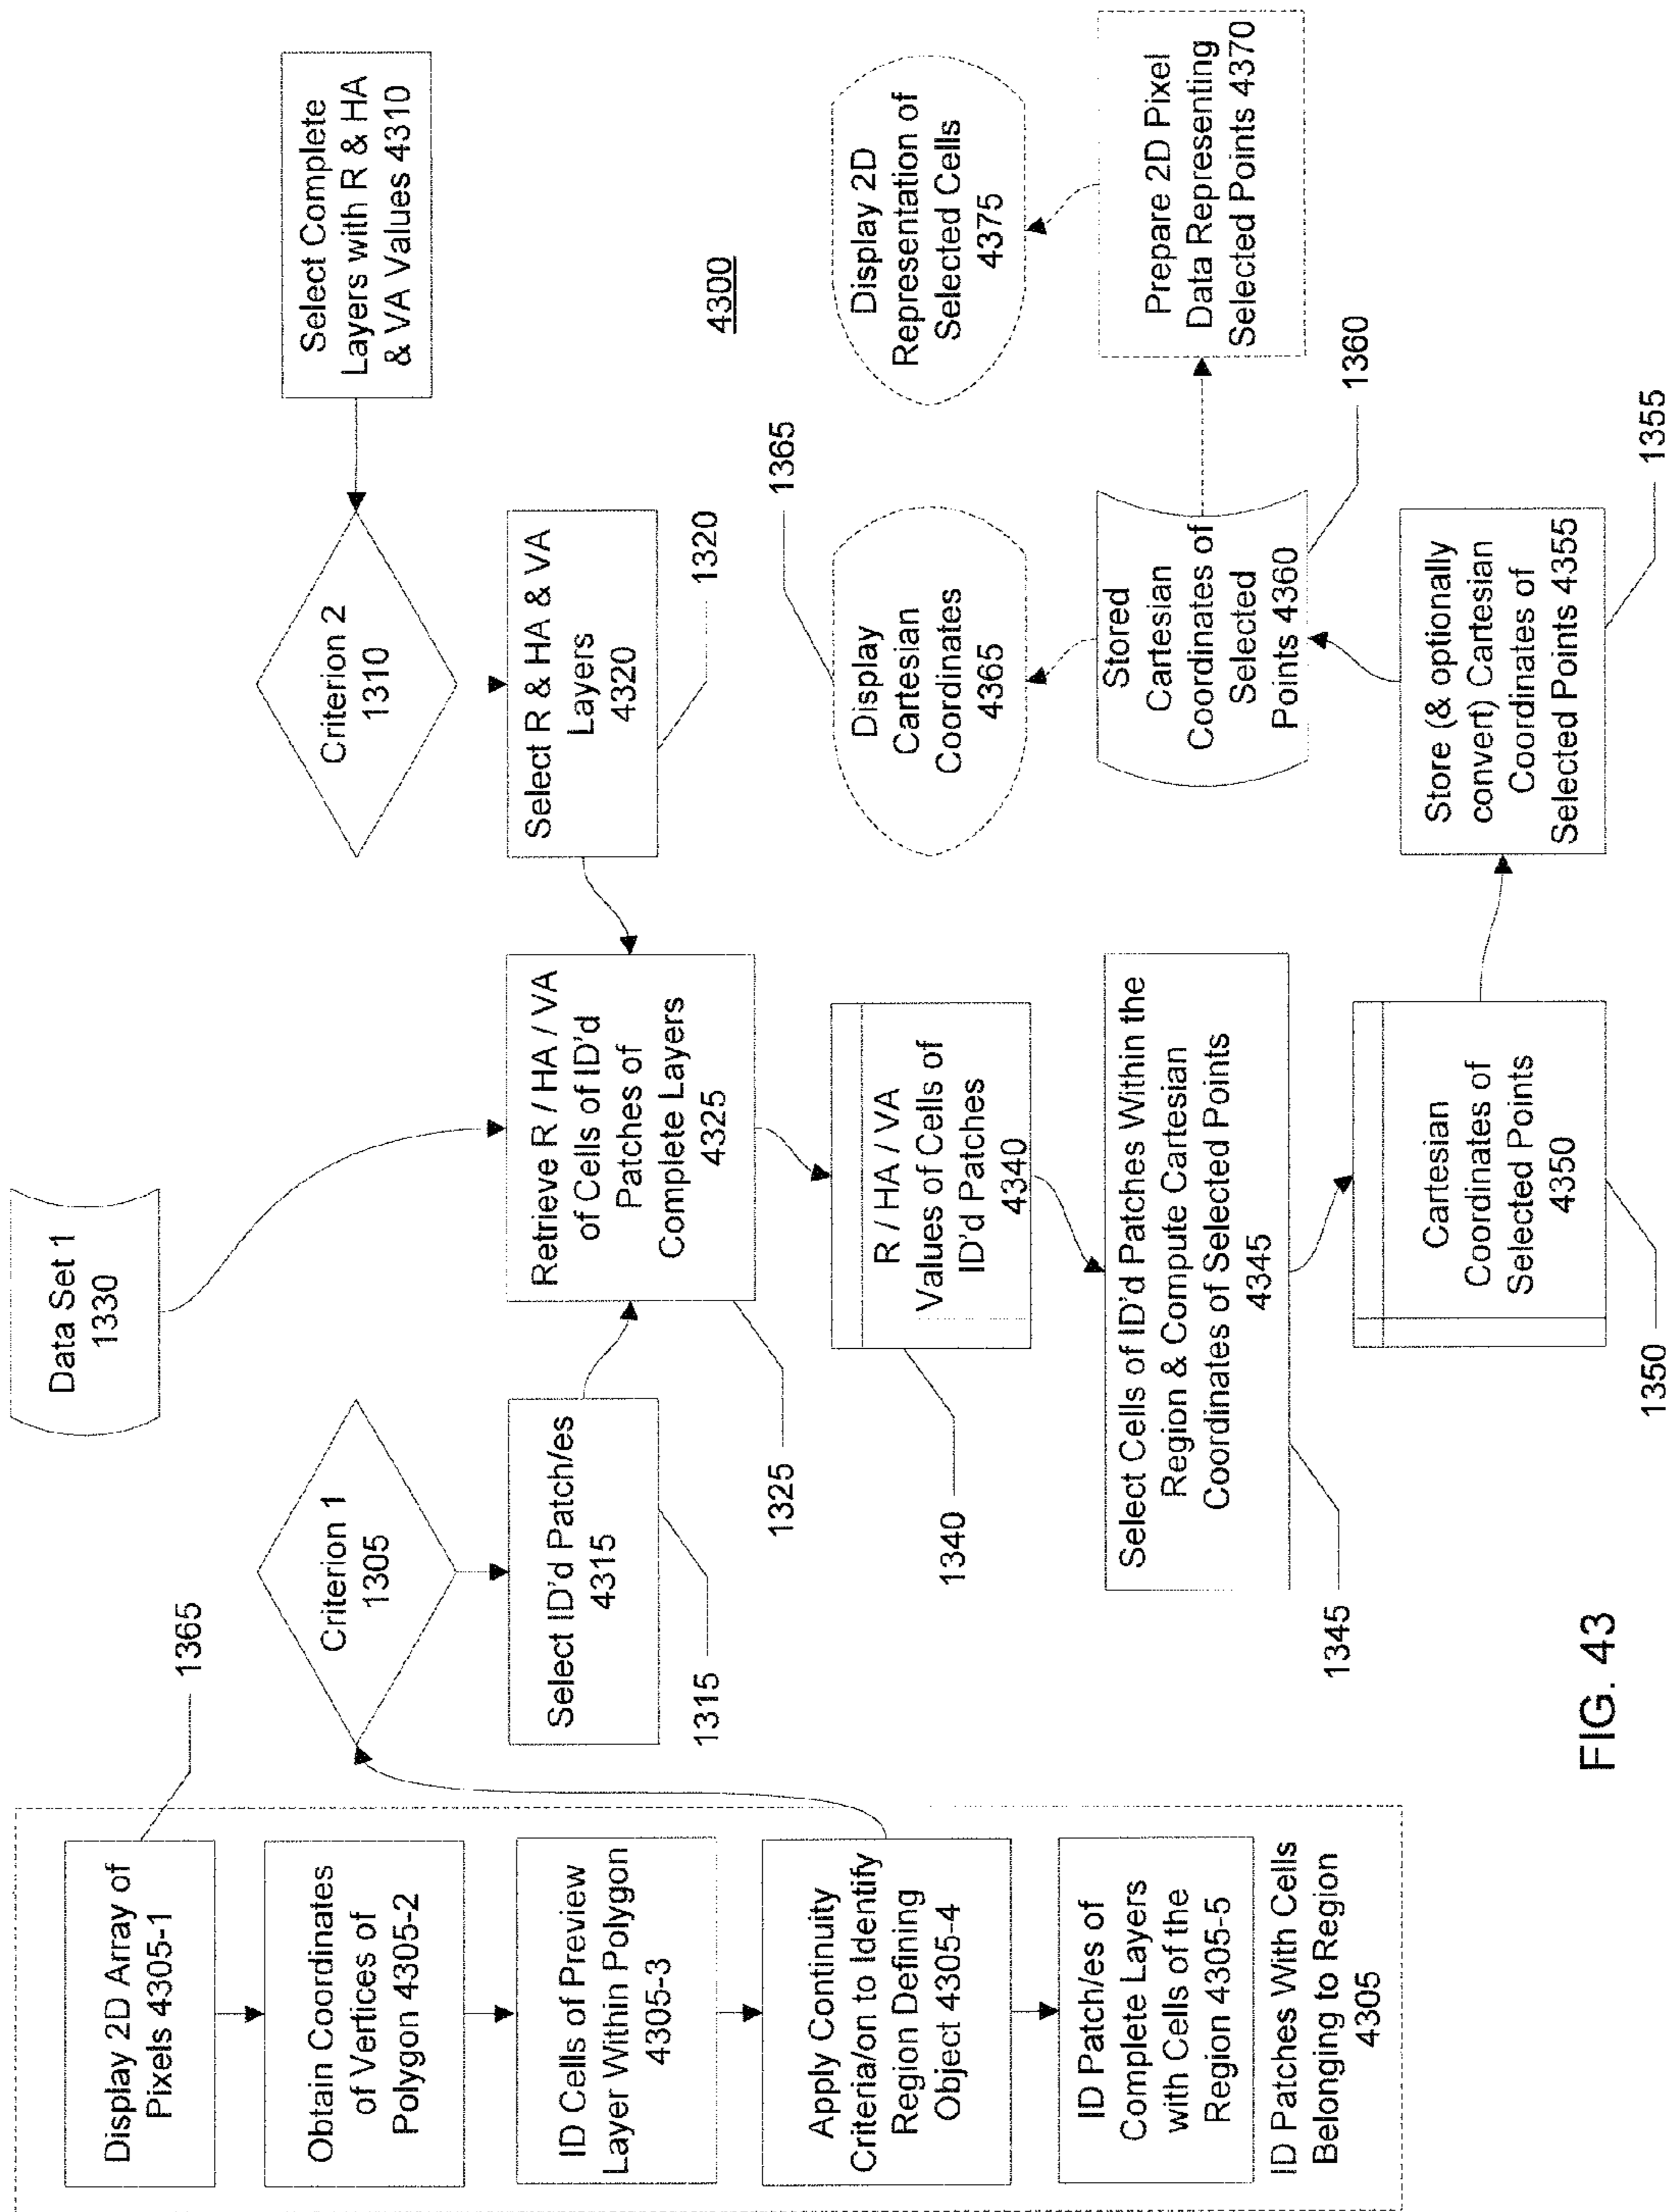 Display 2D Array of
Pixels 4305-1
1365
Obtain Coordinates
of Vertices of
Polygon 4305-2
ID Cells of Preview
Layer Within Polygon
4305-3
Apply Continuity
Criteria/on to Identify
Region Defining
Object 4305-4
ID Patch/es of
Complete Layers
with Cells of the
Region 4305-5
ID Patches With Cells
Belonging to Region
4305
Data Set 1
1330
Criterion 1
1305
Select ID'd Patch/es
4315
1315
Select Complete
Layers with R & HA
& VA Values 4310
Criterion 2
1310
Select R & HA & VA
Layers
4320
1320
Retrieve R / HA / VA
of Cells of ID'd
Patches of
Complete Layers
4325
1325
R / HA / VA
Values of Cells of
ID'd Patches
4340
1340
Select Cells of ID'd Patches Within the
Region & Compute Cartesian
Coordinates of Selected Points
4345
1345
Cartesian
Coordinates of
Selected Points
4350
1350
Store (& optionally
convert) Cartesian
Coordinates of
Selected Points 4355
1355
Stored
Cartesian
Coordinates of
Selected
Points 4360
1360
Display
Cartesian
Coordinates
4365
1365
Prepare 2D Pixel
Data Representing
Selected Points 4370
Display 2D
Representation of
Selected Cells
4375
4300
FIG. 43